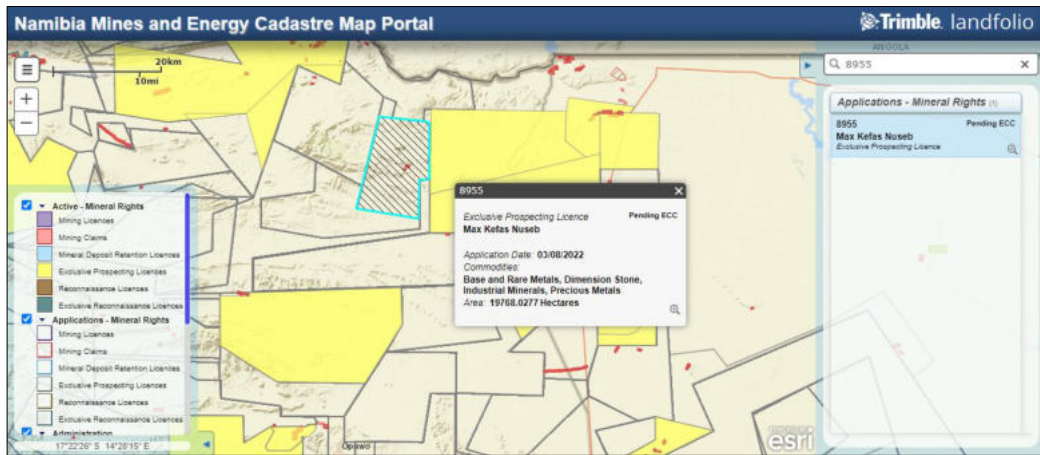 Namibia Mines and Energy Cadastre Map Portal
Trimble. landfolio
ANGOLA
20km
10mi
8955
Applications - Mineral Rights (1)
8955 Pending ECC
Max Kefas Nuseb
Exclusive Prospecting Licence
8955
Exclusive Prospecting Licence Pending ECC
Max Kefas Nuseb
Application Date: 03/08/2022
Commodities:
Base and Rare Metals, Dimension Stone,
Industrial Minerals, Precious Metals
Area: 19768.0277 Hectares
Active - Mineral Rights
Mining Licences
Mining Claims
Mineral Deposit Retention Licences
Exclusive Prospecting Licences
Reconnaissance Licences
Exclusive Reconnaissance Licences
Applications - Mineral Rights
Mining Licences
Mining Claims
Mineral Deposit Retention Licences
Exclusive Prospecting Licences
Reconnaissance Licences
Exclusive Reconnaissance Licences
Administration
17°22'26" S 14°28'15" E
Opuwo
esri